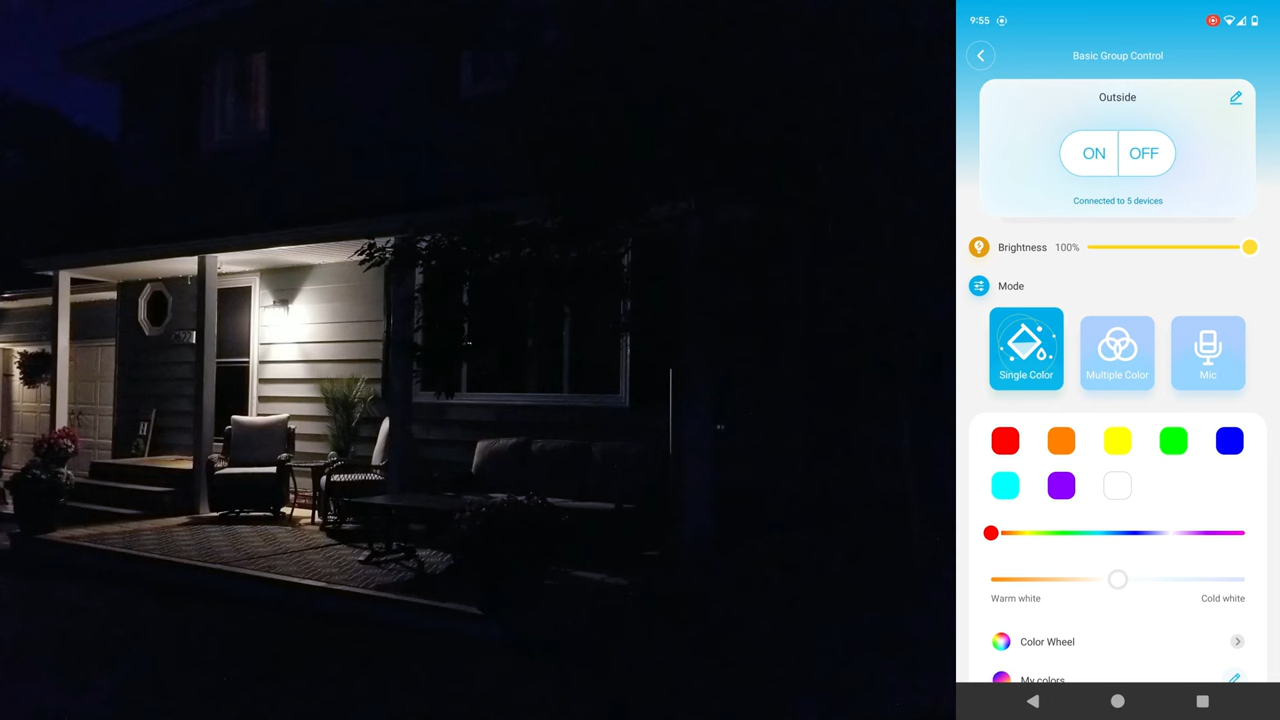 9:55
Basic Group Control
Outside
ON OFF
Connected to 5 devices
Brightness 100%
Mode
Single Color
Multiple Color
Mic
Warm white
Cold white
Color Wheel
My colors
H